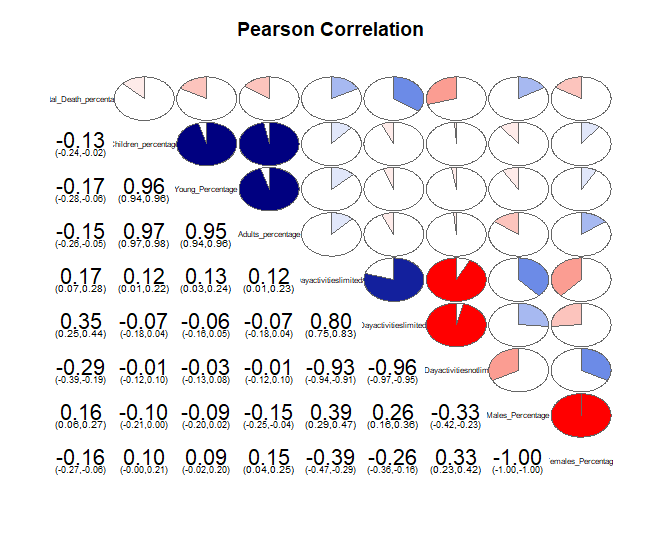 Pearson Correlation
tal_Death_percenta
-0.13
(-0.24,-0.02)
Children_percentage
-0.17 0.96
(-0.28,-0.06) (0.94,0.96)
Young_Percentage
-0.15 0.97 0.95
(-0.26,-0.05) (0.97,0.98) (0.94,0.96)
Adults_percentage
0.17 0.12 0.13 0.12
(0.07,0.28) (0.01,0.22) (0.03,0.24) (0.01,0.23)
ayactivitieslimited
0.35 -0.07 -0.06 -0.07 0.80
(0.25,0.44) (-0.18,0.04) (-0.16,0.05) (-0.18,0.04) (0.75,0.83)
Dayactivitieslimited
-0.29 -0.01 -0.03 -0.01 -0.93 -0.96
(-0.39,-0.19) (-0.12,0.10) (-0.13,0.08) (-0.12,0.10) (-0.94,-0.91) (-0.97,-0.95)
Dayactivitiesnotlim
0.16 -0.10 -0.09 -0.15 0.39 0.26 -0.33
(0.06,0.27) (-0.21,0.00) (-0.20,0.02) (-0.25,-0.04) (0.29,0.47) (0.16,0.36) (-0.42,-0.23)
Males_Percentage
-0.16 0.10 0.09 0.15 -0.39 -0.26 0.33 -1.00
(-0.27,-0.06) (-0.00,0.21) (-0.02,0.20) (0.04,0.25) (-0.47,-0.29) (-0.36,-0.16) (0.23,0.42) (-1.00,-1.00)
emales_Percentag